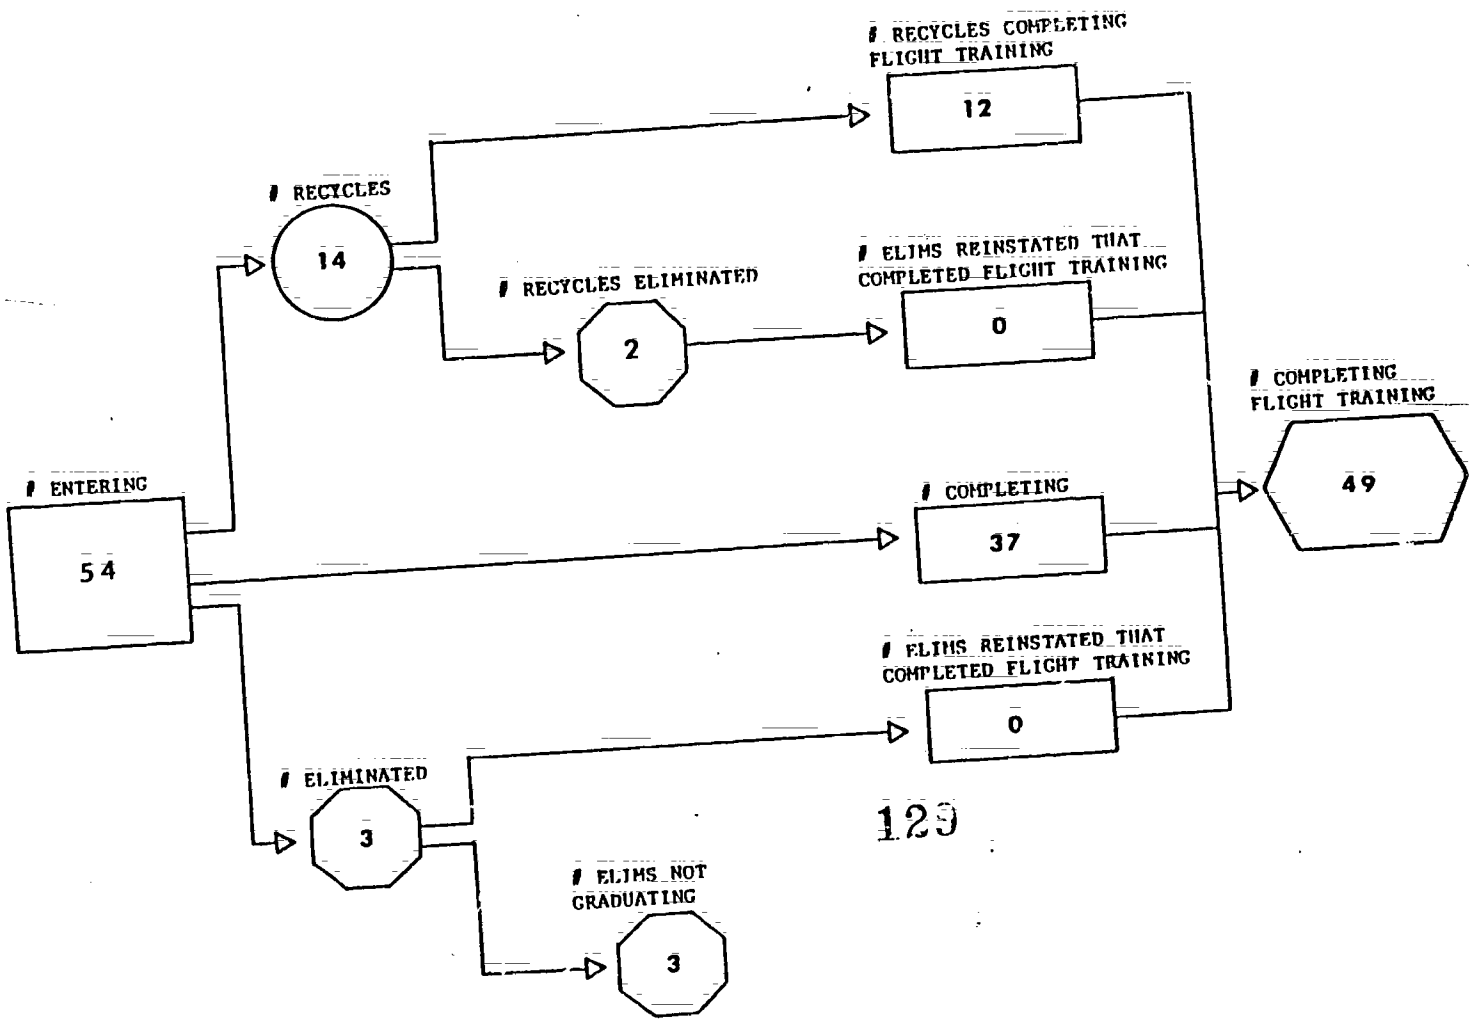 # RECYCLES COMPLETING
FLIGHT TRAINING
12
# RECYCLES
14
# ELIMS REINSTATED THAT
COMPLETED FLIGHT TRAINING
0
# RECYCLES ELIMINATED
2
# COMPLETING
FLIGHT TRAINING
49
# ENTERING
54
# COMPLETING
37
# ELIMS REINSTATED THAT
COMPLETED FLIGHT TRAINING
0
# ELIMINATED
3
129
# ELIMS NOT
GRADUATING
3